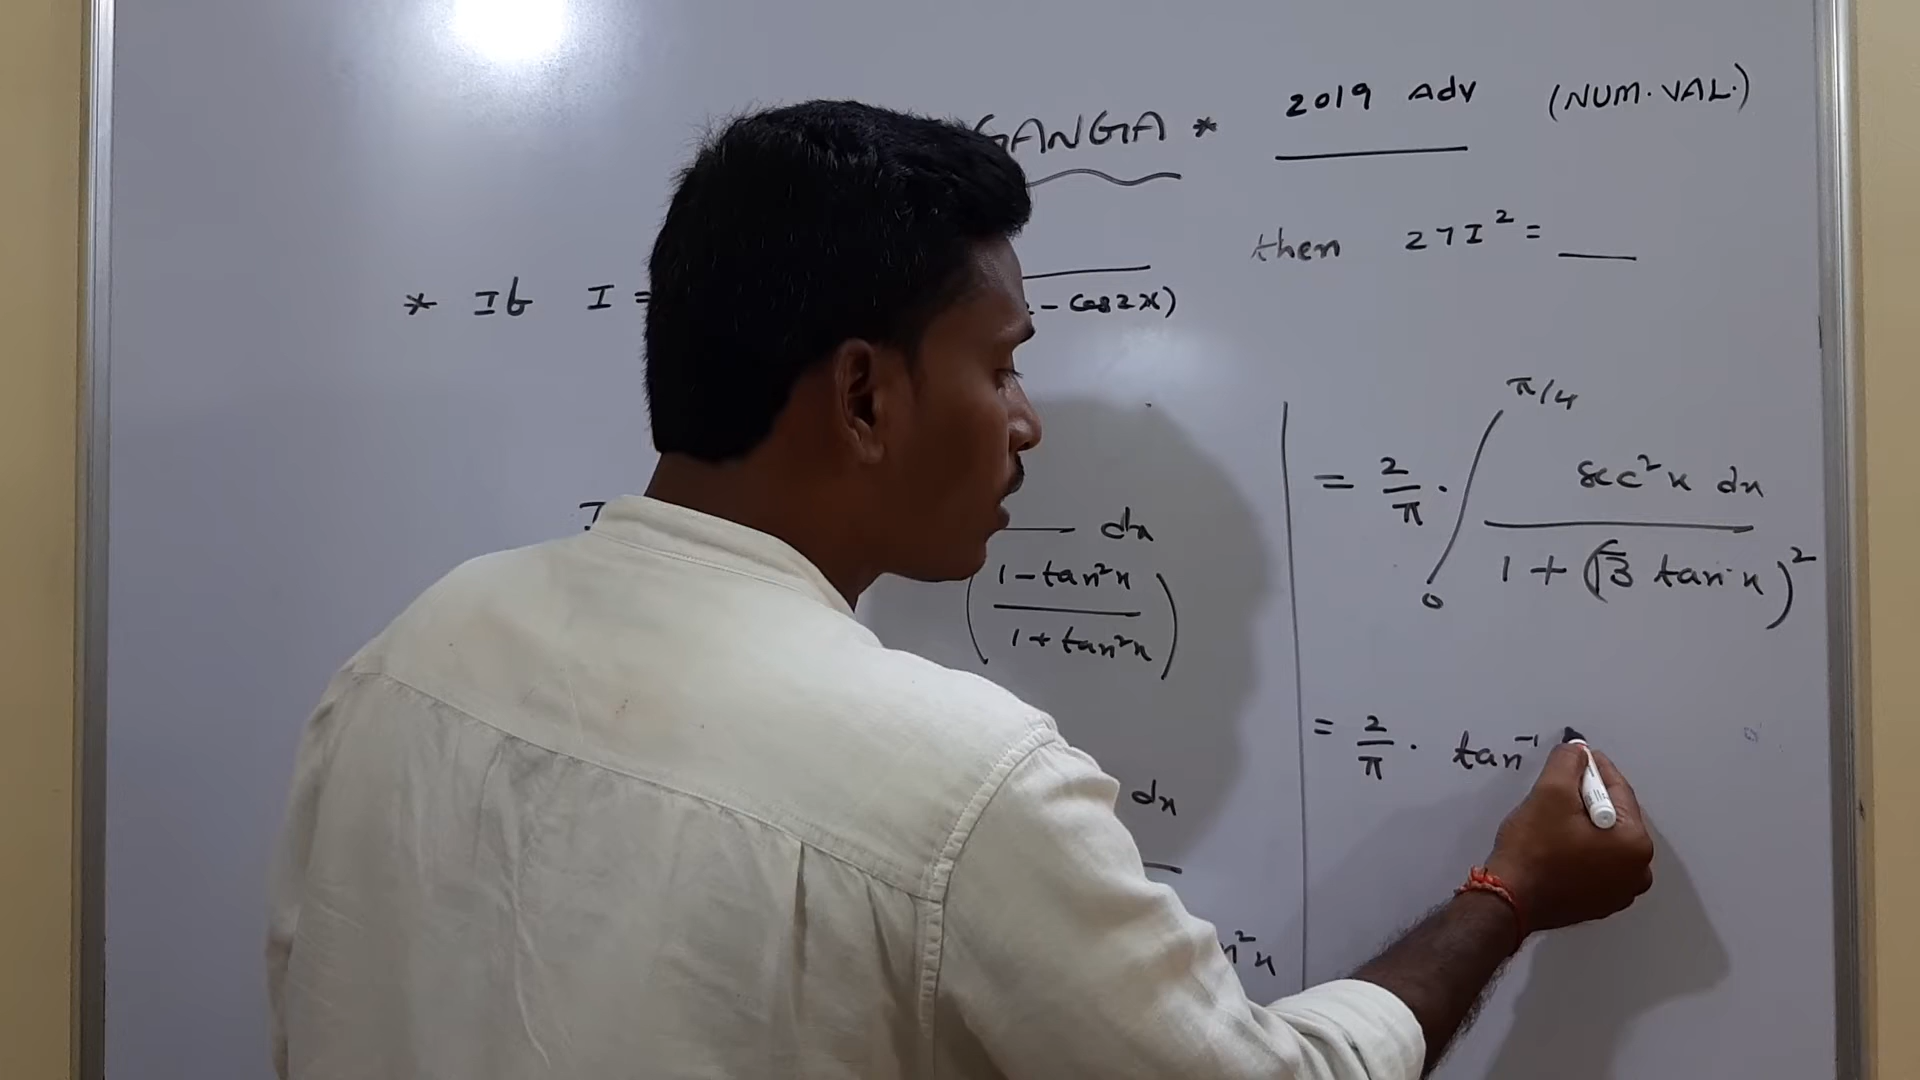 GANGA *
2019 Adv (NUM. VAL.)
* If I =
- cos2x)
then 27I² = ___
I
dx
(1 - tan²x / 1 + tan²x)
dx
n²x
= 2/π · ∫₀^π/4 sec²x dx / 1 + (√3 tan x)²
= 2/π · tan⁻¹